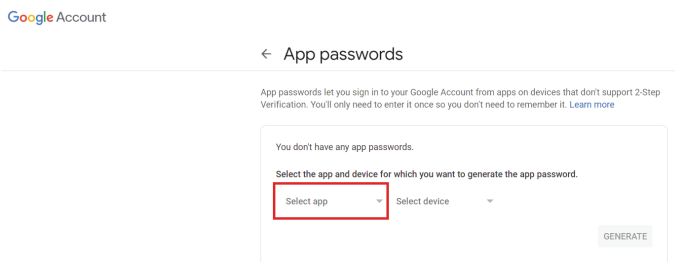 Google Account
← App passwords
App passwords let you sign in to your Google Account from apps on devices that don't support 2-Step
Verification. You'll only need to enter it once so you don't need to remember it. Learn more
You don't have any app passwords.
Select the app and device for which you want to generate the app password.
Select app Select device
GENERATE